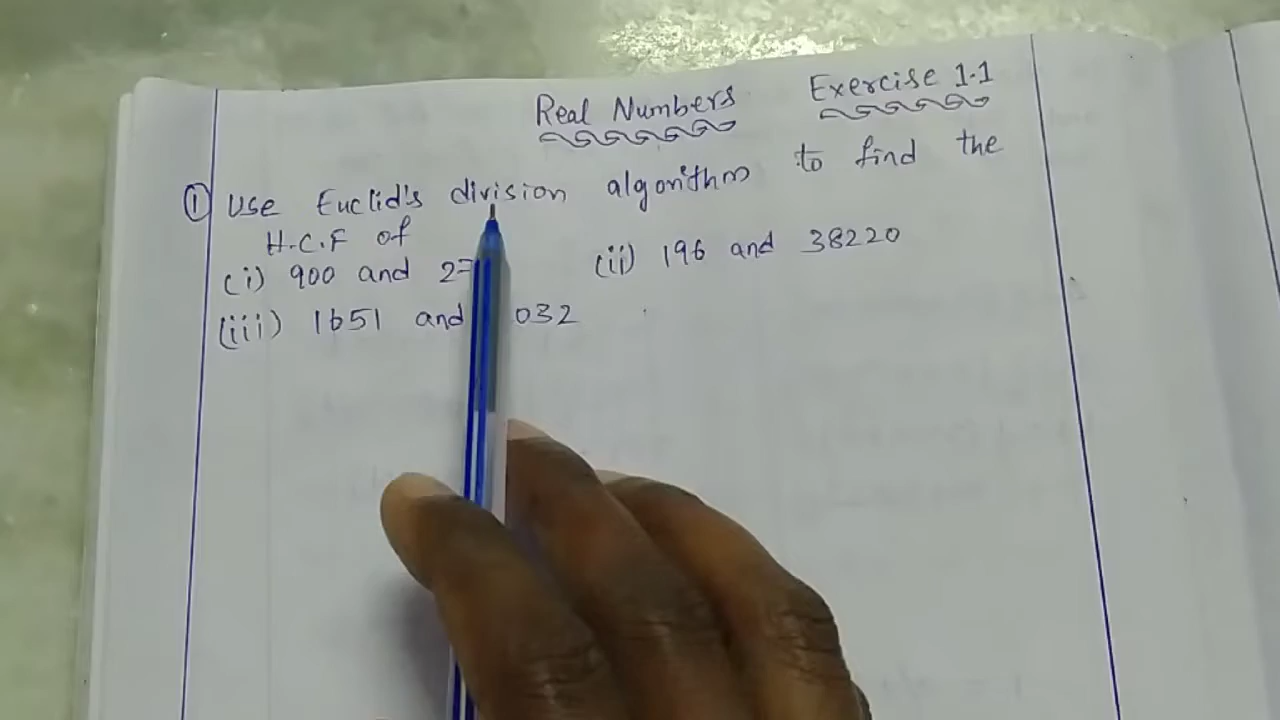 Real Numbers Exercise 1.1
① Use Euclid's division algorithm to find the
H.C.F of
(i) 900 and (ii) 196 and 38220
(iii) 1651 and 032